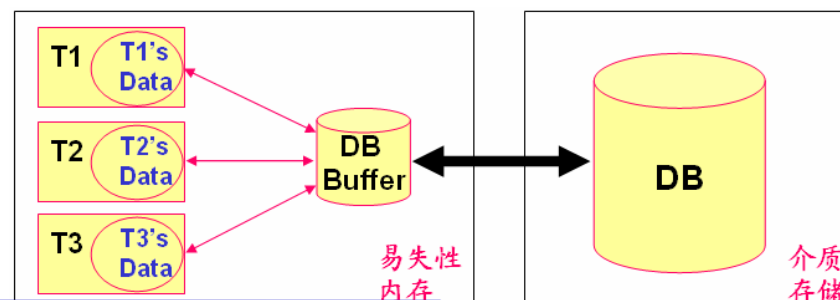 T1
T1's
Data
T2
T2's
Data
T3
T3's
Data
DB
Buffer
易失性
内存
DB
介质
存储